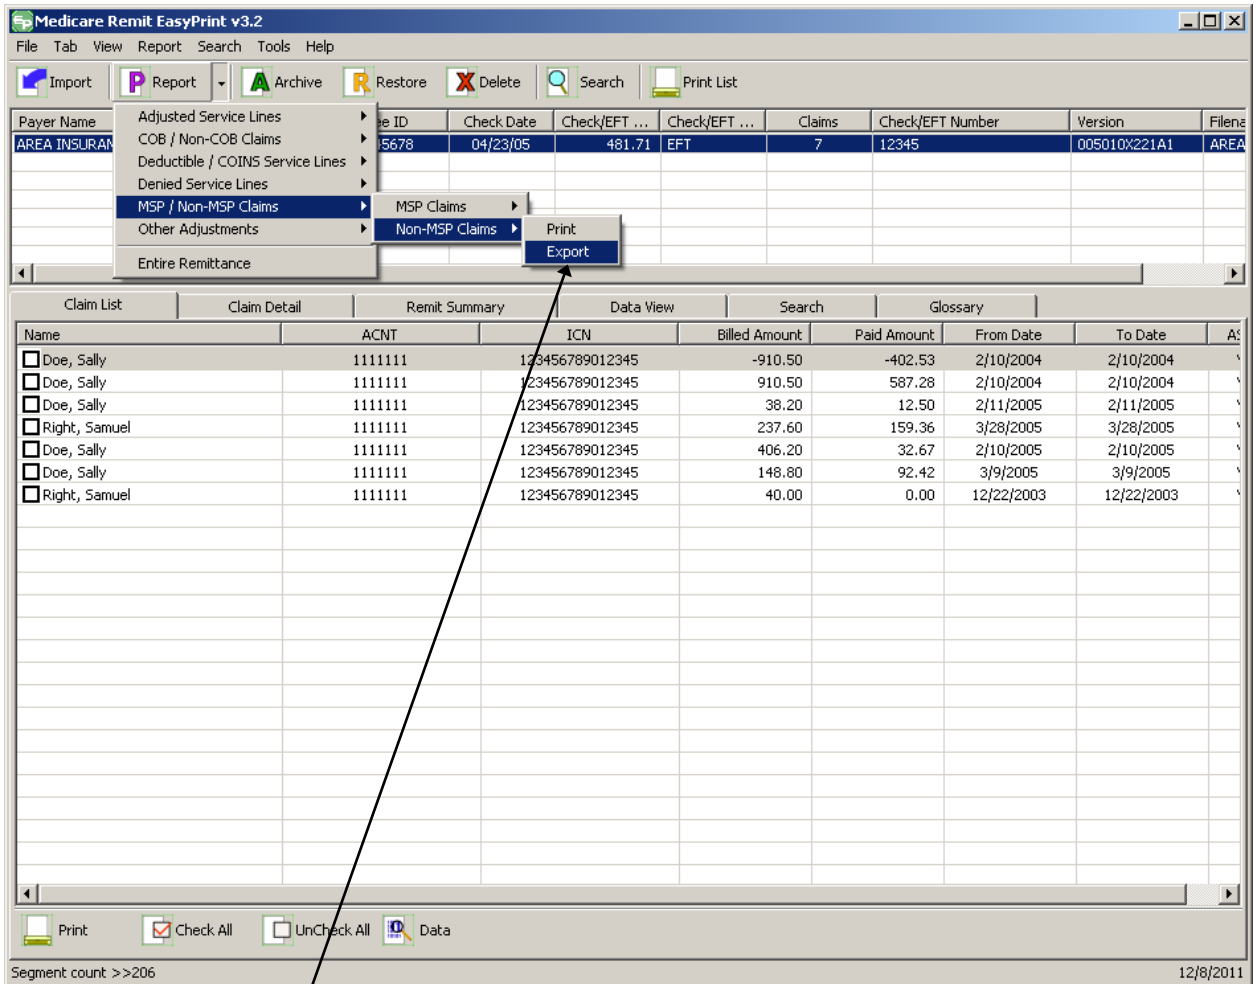 Medicare Remit EasyPrint v3.2
File Tab View Report Search Tools Help
Import Report Archive Restore Delete Search Print List
Payer Name ee ID Check Date Check/EFT ... Check/EFT ... Claims Check/EFT Number Version Filena
AREA INSURAN 5678 04/23/05 481.71 EFT 7 12345 005010X221A1 AREA
Adjusted Service Lines
COB / Non-COB Claims
Deductible / COINS Service Lines
Denied Service Lines
MSP / Non-MSP Claims
Other Adjustments
Entire Remittance
MSP Claims
Non-MSP Claims
Print
Export
Claim List Claim Detail Remit Summary Data View Search Glossary
Name ACNT ICN Billed Amount Paid Amount From Date To Date AS
Doe, Sally 1111111 123456789012345 -910.50 -402.53 2/10/2004 2/10/2004
Doe, Sally 1111111 123456789012345 910.50 587.28 2/10/2004 2/10/2004
Doe, Sally 1111111 123456789012345 38.20 12.50 2/11/2005 2/11/2005
Right, Samuel 1111111 123456789012345 237.60 159.36 3/28/2005 3/28/2005
Doe, Sally 1111111 123456789012345 406.20 32.67 2/10/2005 2/10/2005
Doe, Sally 1111111 123456789012345 148.80 92.42 3/9/2005 3/9/2005
Right, Samuel 1111111 123456789012345 40.00 0.00 12/22/2003 12/22/2003
Print Check All UnCheck All Data
Segment count >>206 12/8/2011